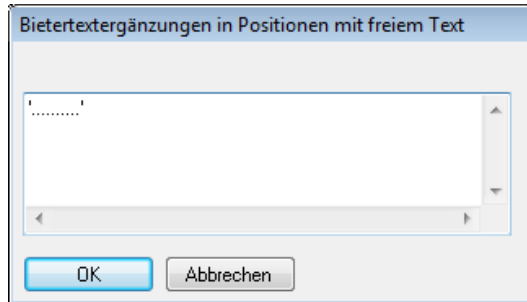 Bietertextergänzungen in Positionen mit freiem Text
'..........'
OK
Abbrechen